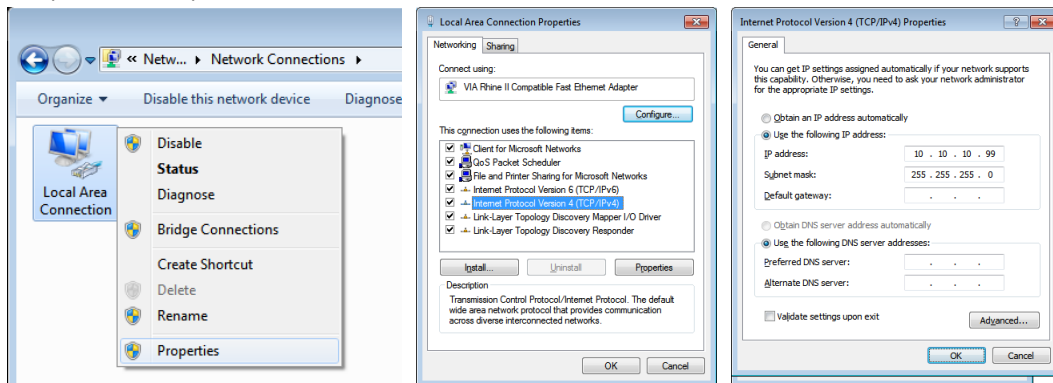 « Netw... ▸ Network Connections ▸
Organize ▾ Disable this network device Diagnose
Local Area
Connection
Disable
Status
Diagnose
Bridge Connections
Create Shortcut
Delete
Rename
Properties
Local Area Connection Properties
Networking Sharing
Connect using:
VIA Rhine II Compatible Fast Ethernet Adapter
Configure...
This connection uses the following items:
Client for Microsoft Networks
QoS Packet Scheduler
File and Printer Sharing for Microsoft Networks
Internet Protocol Version 6 (TCP/IPv6)
Internet Protocol Version 4 (TCP/IPv4)
Link-Layer Topology Discovery Mapper I/O Driver
Link-Layer Topology Discovery Responder
Install... Uninstall Properties
Description
Transmission Control Protocol/Internet Protocol. The default
wide area network protocol that provides communication
across diverse interconnected networks.
OK Cancel
Internet Protocol Version 4 (TCP/IPv4) Properties
General
You can get IP settings assigned automatically if your network supports
this capability. Otherwise, you need to ask your network administrator
for the appropriate IP settings.
Obtain an IP address automatically
Use the following IP address:
IP address: 10 . 10 . 10 . 99
Subnet mask: 255 . 255 . 255 . 0
Default gateway: . . .
Obtain DNS server address automatically
Use the following DNS server addresses:
Preferred DNS server: . . .
Alternate DNS server: . . .
Validate settings upon exit
Advanced...
OK Cancel